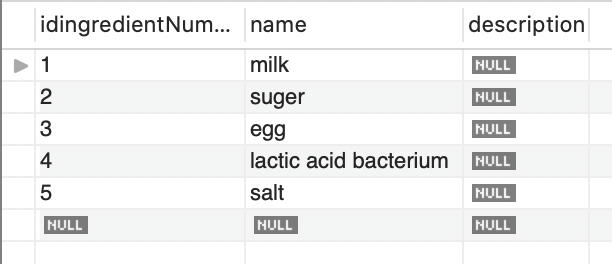 idingredientNum... name description
1 milk NULL
2 suger NULL
3 egg NULL
4 lactic acid bacterium NULL
5 salt NULL
NULL NULL NULL